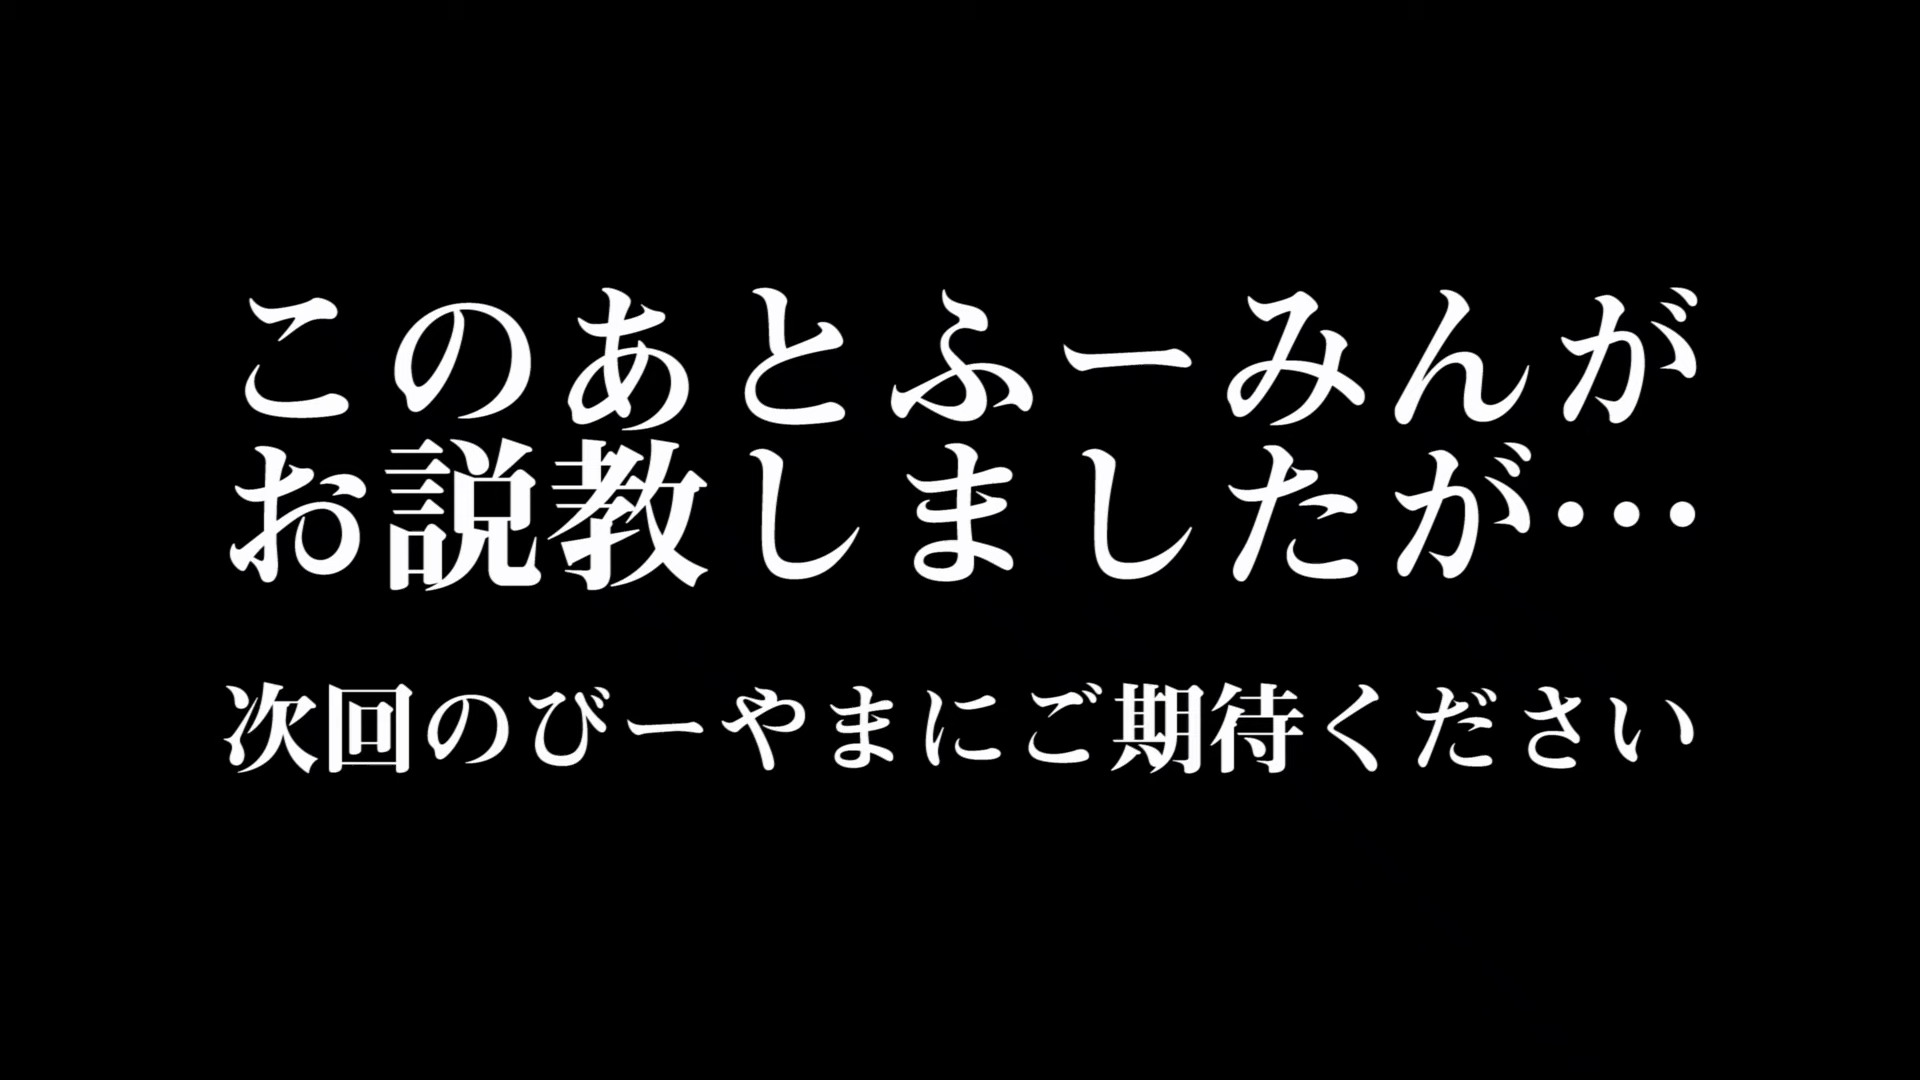 このあとふーみんが
お説教しましたが…
次回のびーやまにご期待ください